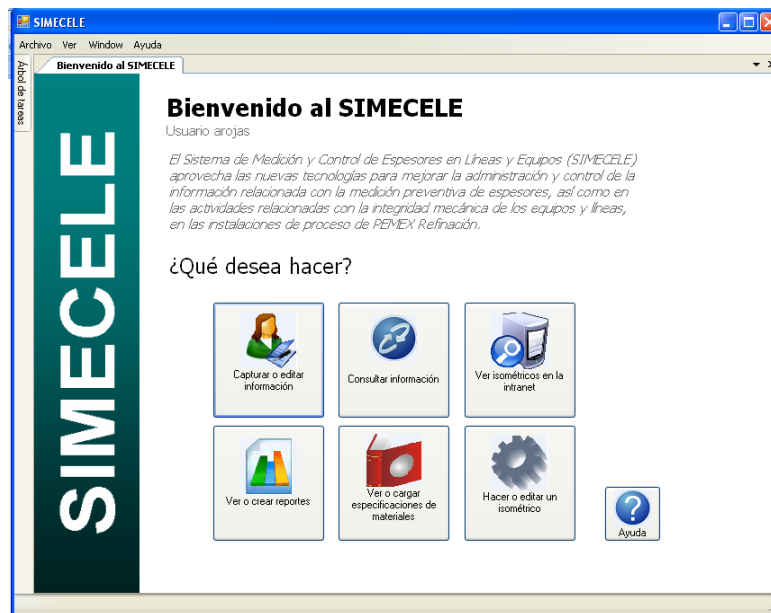 SIMECELE
Archivo Ver Window Ayuda
Bienvenido al SIMECELE
Árbol de tareas
SIMECELE
Bienvenido al SIMECELE
Usuario arojas
El Sistema de Medición y Control de Espesores en Líneas y Equipos (SIMECELE)
aprovecha las nuevas tecnologías para mejorar la administración y control de la
información relacionada con la medición preventiva de espesores, así como en
las actividades relacionadas con la integridad mecánica de los equipos y líneas,
en las instalaciones de proceso de PEMEX Refinación.
¿Qué desea hacer?
Capturar o editar
información
Consultar información
Ver isométricos en la
intranet
Ver o crear reportes
Ver o cargar
especificaciones de
materiales
Hacer o editar un
isométrico
Ayuda